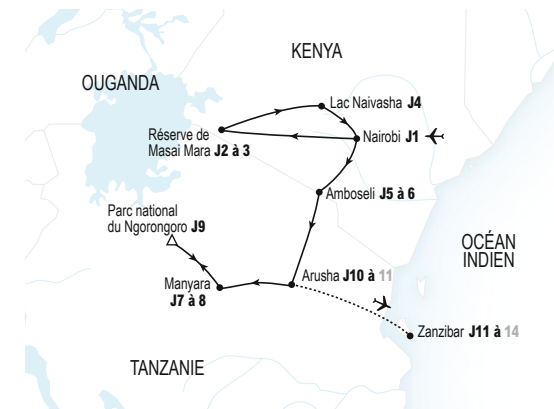 KENYA
OUGANDA
Lac Naivasha J4
Réserve de
Masai Mara J2 à 3
Nairobi J1
Amboseli J5 à 6
Parc national
du Ngorongoro J9
OCÉAN
INDIEN
Manyara
J7 à 8
Arusha J10 à 11
Zanzibar J11 à 14
TANZANIE